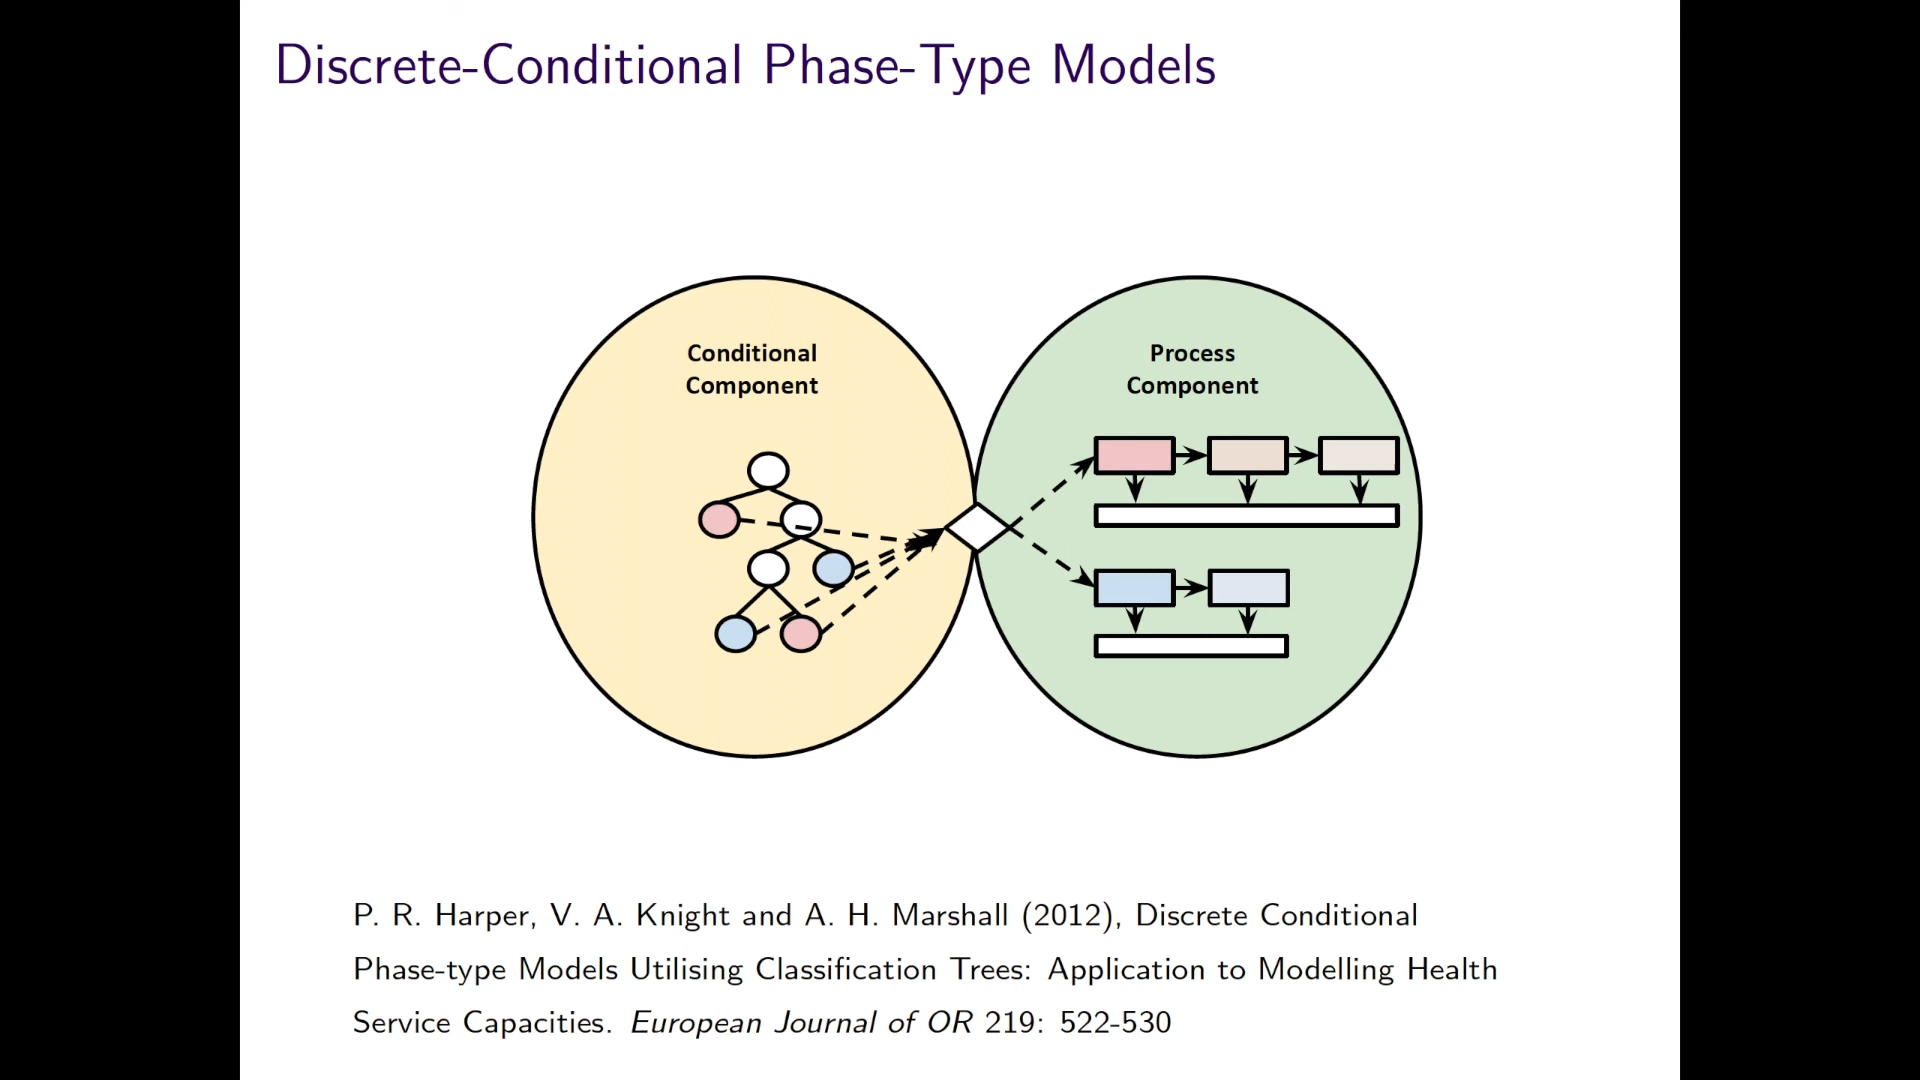 Discrete-Conditional Phase-Type Models
Conditional
Component
Process
Component
P. R. Harper, V. A. Knight and A. H. Marshall (2012), Discrete Conditional
Phase-type Models Utilising Classification Trees: Application to Modelling Health
Service Capacities. European Journal of OR 219: 522-530